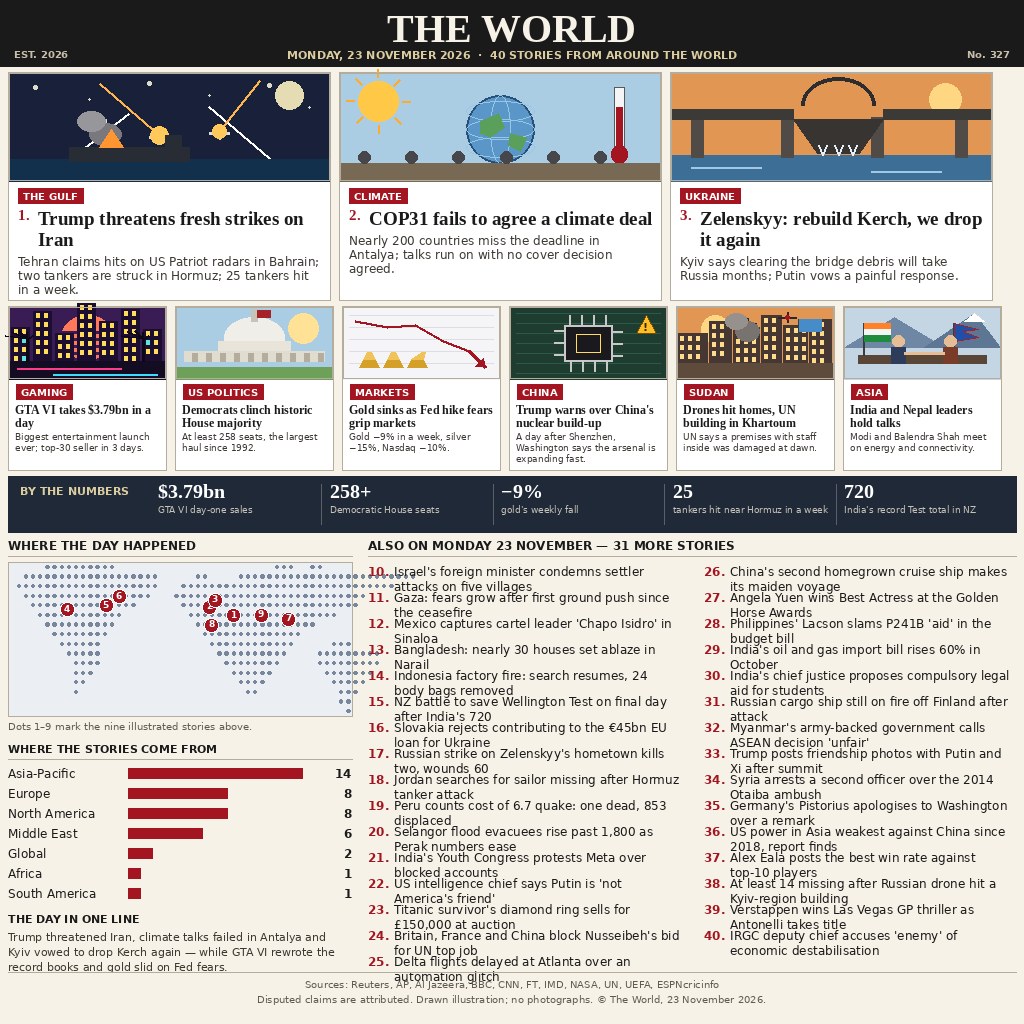 THE WORLD
EST. 2026
MONDAY, 23 NOVEMBER 2026 · 40 STORIES FROM AROUND THE WORLD
No. 327
THE GULF
1. Trump threatens fresh strikes on
Iran
Tehran claims hits on US Patriot radars in Bahrain;
two tankers are struck in Hormuz; 25 tankers hit
in a week.
CLIMATE
2. COP31 fails to agree a climate deal
Nearly 200 countries miss the deadline in
Antalya; talks run on with no cover decision
agreed.
UKRAINE
3. Zelenskyy: rebuild Kerch, we drop
it again
Kyiv says clearing the bridge debris will take
Russia months; Putin vows a painful response.
GAMING
GTA VI takes $3.79bn in a
day
Biggest entertainment launch
ever; top-30 seller in 3 days.
US POLITICS
Democrats clinch historic
House majority
At least 258 seats, the largest
haul since 1992.
MARKETS
Gold sinks as Fed hike fears
grip markets
Gold −9% in a week, silver
−15%, Nasdaq −10%.
!
CHINA
Trump warns over China's
nuclear build-up
A day after Shenzhen,
Washington says the arsenal is
expanding fast.
SUDAN
Drones hit homes, UN
building in Khartoum
UN says a premises with staff
inside was damaged at dawn.
ASIA
India and Nepal leaders
hold talks
Modi and Balendra Shah meet
on energy and connectivity.
BY THE NUMBERS
$3.79bn
GTA VI day-one sales
258+
Democratic House seats
−9%
gold's weekly fall
25
tankers hit near Hormuz in a week
720
India's record Test total in NZ
WHERE THE DAY HAPPENED
4
5
6
3
1
9
7
8
Dots 1–9 mark the nine illustrated stories above.
WHERE THE STORIES COME FROM
Asia-Pacific 14
Europe 8
North America 8
Middle East 6
Global 2
Africa 1
South America 1
THE DAY IN ONE LINE
Trump threatened Iran, climate talks failed in Antalya and
Kyiv vowed to drop Kerch again — while GTA VI rewrote the
record books and gold slid on Fed fears.
ALSO ON MONDAY 23 NOVEMBER — 31 MORE STORIES
10. Israel's foreign minister condemns settler
attacks on five villages
11. Gaza: fears grow after first ground push since
the ceasefire
12. Mexico captures cartel leader 'Chapo Isidro' in
Sinaloa
13. Bangladesh: nearly 30 houses set ablaze in
Narail
14. Indonesia factory fire: search resumes, 24
body bags removed
15. NZ battle to save Wellington Test on final day
after India's 720
16. Slovakia rejects contributing to the €45bn EU
loan for Ukraine
17. Russian strike on Zelenskyy's hometown kills
two, wounds 60
18. Jordan searches for sailor missing after Hormuz
tanker attack
19. Peru counts cost of 6.7 quake: one dead, 853
displaced
20. Selangor flood evacuees rise past 1,800 as
Perak numbers ease
21. India's Youth Congress protests Meta over
blocked accounts
22. US intelligence chief says Putin is 'not
America's friend'
23. Titanic survivor's diamond ring sells for
£150,000 at auction
24. Britain, France and China block Nusseibeh's bid
for UN top job
25. Delta flights delayed at Atlanta over an
automation glitch
26. China's second homegrown cruise ship makes
its maiden voyage
27. Angela Yuen wins Best Actress at the Golden
Horse Awards
28. Philippines' Lacson slams P241B 'aid' in the
budget bill
29. India's oil and gas import bill rises 60% in
October
30. India's chief justice proposes compulsory legal
aid for students
31. Russian cargo ship still on fire off Finland after
attack
32. Myanmar's army-backed government calls
ASEAN decision 'unfair'
33. Trump posts friendship photos with Putin and
Xi after summit
34. Syria arrests a second officer over the 2014
Otaiba ambush
35. Germany's Pistorius apologises to Washington
over a remark
36. US power in Asia weakest against China since
2018, report finds
37. Alex Eala posts the best win rate against
top-10 players
38. At least 14 missing after Russian drone hit a
Kyiv-region building
39. Verstappen wins Las Vegas GP thriller as
Antonelli takes title
40. IRGC deputy chief accuses 'enemy' of
economic destabilisation
Sources: Reuters, AP, Al Jazeera, BBC, CNN, FT, IMD, NASA, UN, UEFA, ESPNcricinfo
Disputed claims are attributed. Drawn illustration; no photographs. © The World, 23 November 2026.